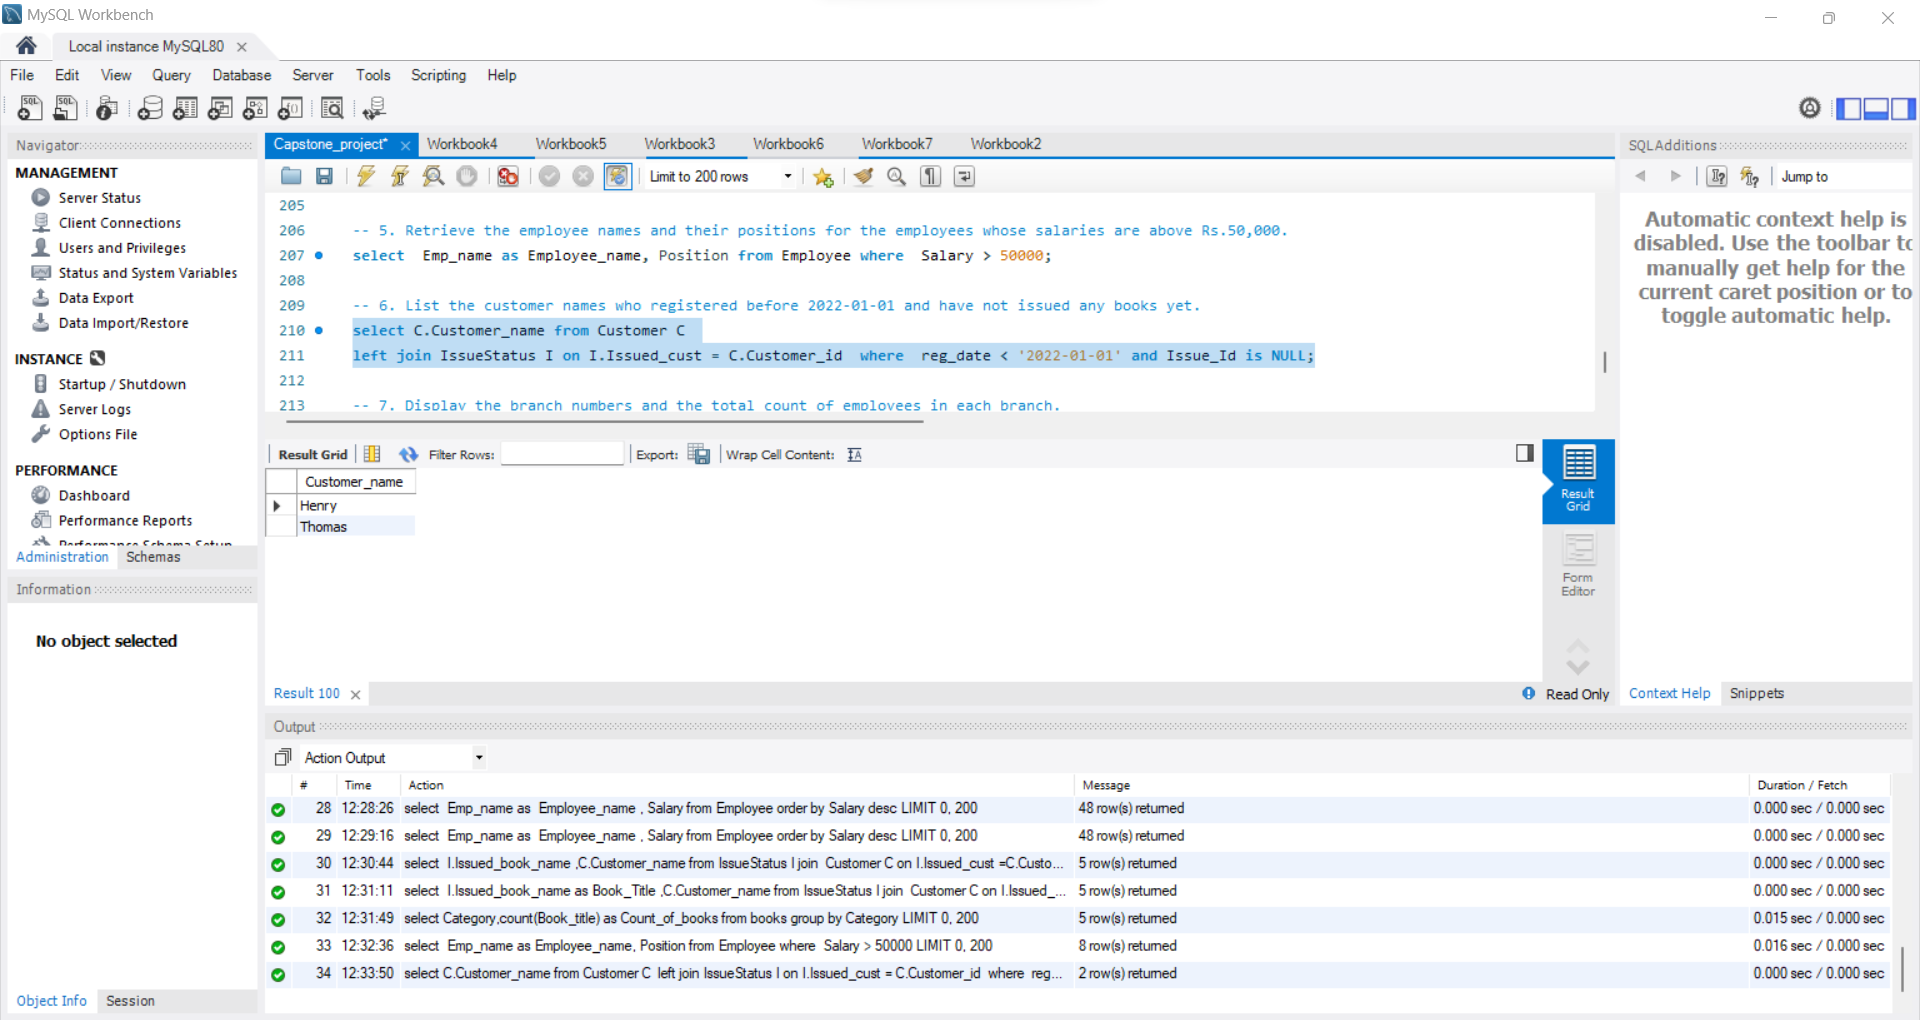 MySQL Workbench
Local instance MySQL80
File Edit View Query Database Server Tools Scripting Help
Navigator
MANAGEMENT
Server Status
Client Connections
Users and Privileges
Status and System Variables
Data Export
Data Import/Restore
INSTANCE
Startup / Shutdown
Server Logs
Options File
PERFORMANCE
Dashboard
Performance Reports
Performance Schema Setup
Administration Schemas
Information
No object selected
Object Info Session
Capstone_project* Workbook4 Workbook5 Workbook3 Workbook6 Workbook7 Workbook2
Limit to 200 rows
205
206 -- 5. Retrieve the employee names and their positions for the employees whose salaries are above Rs.50,000.
207 select Emp_name as Employee_name, Position from Employee where Salary > 50000;
208
209 -- 6. List the customer names who registered before 2022-01-01 and have not issued any books yet.
210 select C.Customer_name from Customer C
211 left join IssueStatus I on I.Issued_cust = C.Customer_id where reg_date < '2022-01-01' and Issue_Id is NULL;
212
213 -- 7. Display the branch numbers and the total count of employees in each branch.
Result Grid Filter Rows: Export: Wrap Cell Content:
Customer_name
Henry
Thomas
Result Grid
Form Editor
Result 100
Read Only
SQLAdditions
Jump to
Automatic context help is
disabled. Use the toolbar to
manually get help for the
current caret position or to
toggle automatic help.
Context Help Snippets
Output
Action Output
# Time Action Message Duration / Fetch
28 12:28:26 select Emp_name as Employee_name , Salary from Employee order by Salary desc LIMIT 0, 200 48 row(s) returned 0.000 sec / 0.000 sec
29 12:29:16 select Emp_name as Employee_name , Salary from Employee order by Salary desc LIMIT 0, 200 48 row(s) returned 0.000 sec / 0.000 sec
30 12:30:44 select I.Issued_book_name ,C.Customer_name from IssueStatus I join Customer C on I.Issued_cust =C.Custo... 5 row(s) returned 0.000 sec / 0.000 sec
31 12:31:11 select I.Issued_book_name as Book_Title ,C.Customer_name from IssueStatus I join Customer C on I.Issued_... 5 row(s) returned 0.000 sec / 0.000 sec
32 12:31:49 select Category,count(Book_title) as Count_of_books from books group by Category LIMIT 0, 200 5 row(s) returned 0.015 sec / 0.000 sec
33 12:32:36 select Emp_name as Employee_name, Position from Employee where Salary > 50000 LIMIT 0, 200 8 row(s) returned 0.016 sec / 0.000 sec
34 12:33:50 select C.Customer_name from Customer C left join IssueStatus I on I.Issued_cust = C.Customer_id where reg... 2 row(s) returned 0.000 sec / 0.000 sec